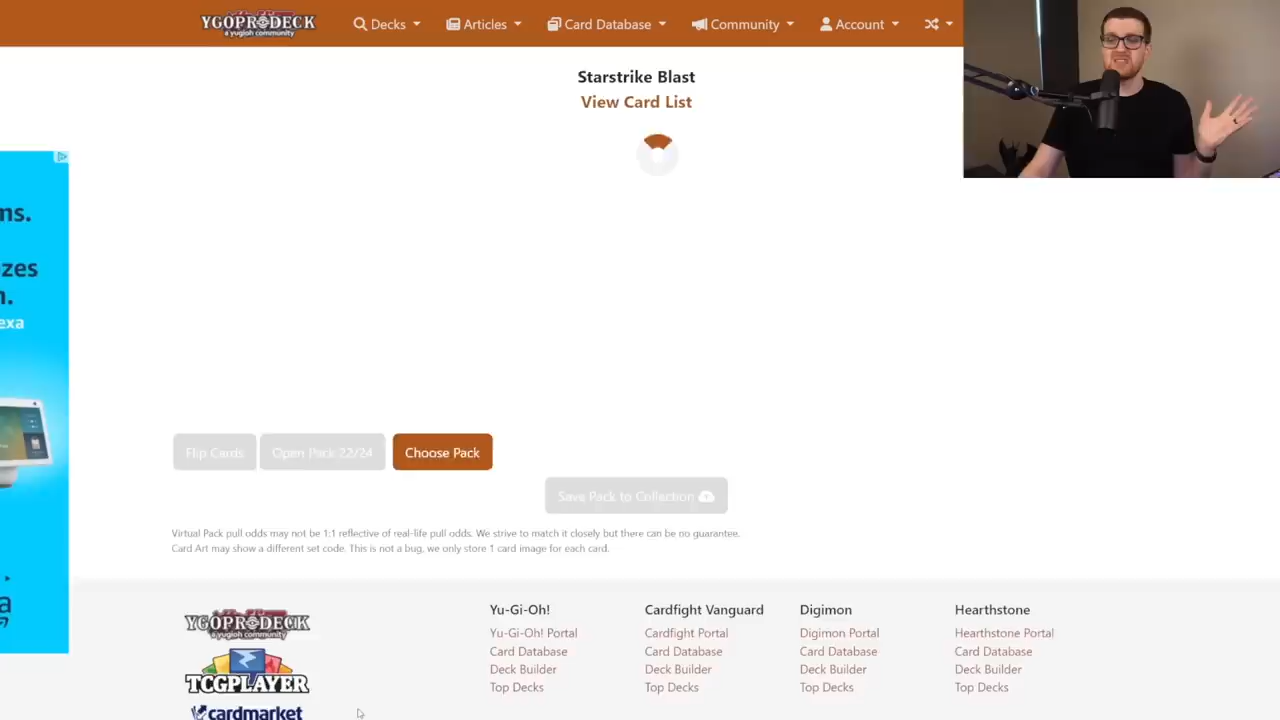 YGOPRODECK
a yugioh community
Decks
Articles
Card Database
Community
Account
Starstrike Blast
View Card List
ms.
zes
n.
exa
a
Flip Cards
Open Pack 22/24
Choose Pack
Save Pack to Collection
Virtual Pack pull odds may not be 1:1 reflective of real-life pull odds. We strive to match it closely but there can be no guarantee.
Card Art may show a different set code. This is not a bug, we only store 1 card image for each card.
YGOPRODECK
a yugioh community
TCGPLAYER
cardmarket
Yu-Gi-Oh!
Yu-Gi-Oh! Portal
Card Database
Deck Builder
Top Decks
Cardfight Vanguard
Cardfight Portal
Card Database
Deck Builder
Top Decks
Digimon
Digimon Portal
Card Database
Deck Builder
Top Decks
Hearthstone
Hearthstone Portal
Card Database
Deck Builder
Top Decks